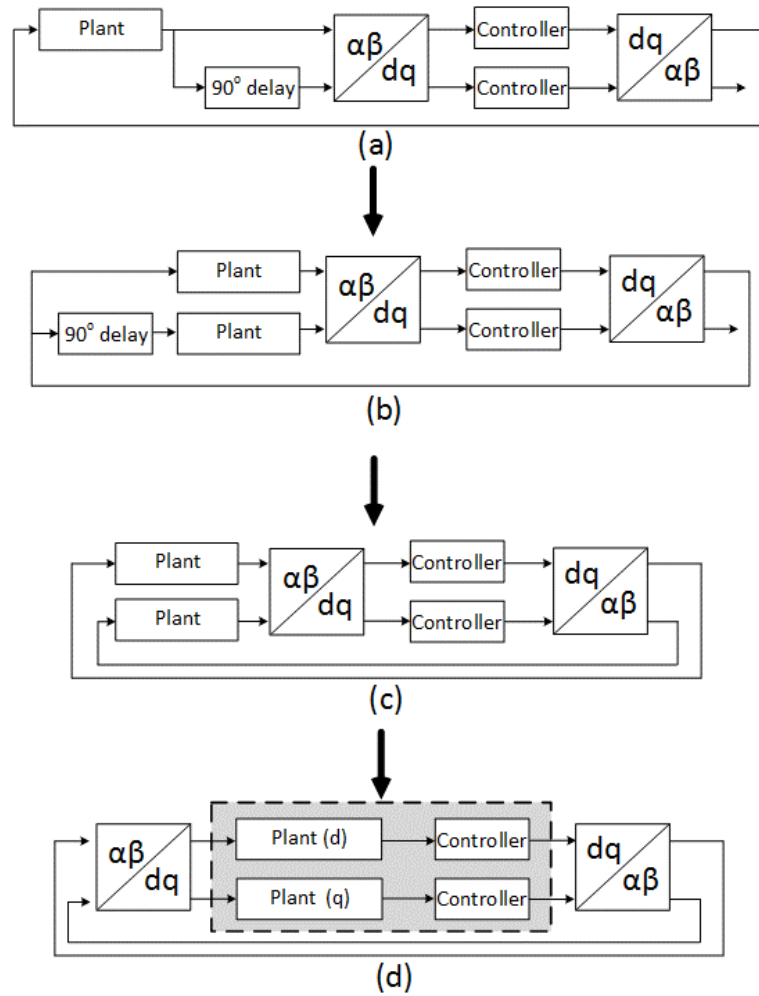 Plant
αβ
dq
Controller
dq
αβ
90° delay
Controller
(a)
Plant
αβ
dq
Controller
dq
αβ
90° delay
Plant
Controller
(b)
Plant
αβ
dq
Controller
dq
αβ
Plant
Controller
(c)
αβ
dq
Plant (d)
Controller
dq
αβ
Plant (q)
Controller
(d)